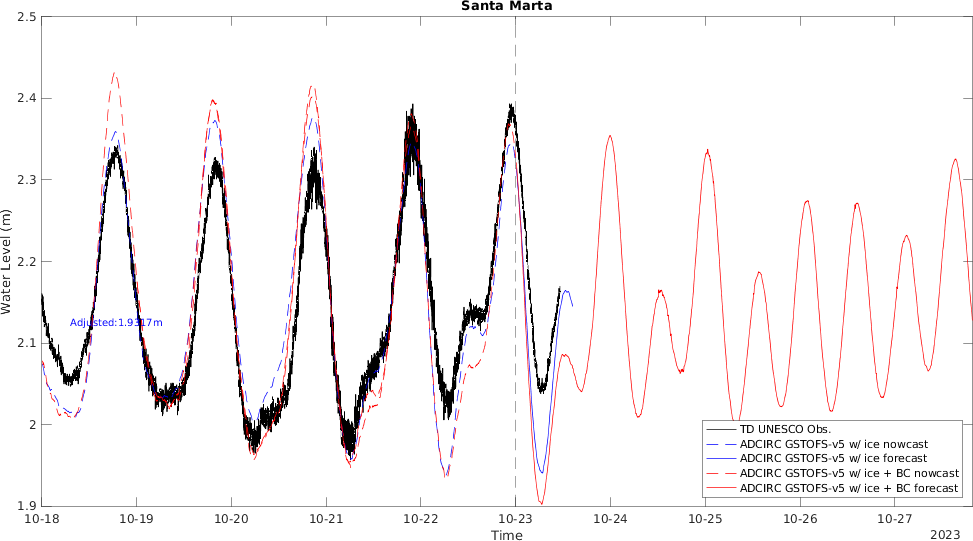 Santa Marta
2.5
2.4
2.3
2.2
2.1
2
1.9
Water Level (m)
Adjusted:1.9317m
TD UNESCO Obs.
ADCIRC GSTOFS-v5 w/ ice nowcast
ADCIRC GSTOFS-v5 w/ ice forecast
ADCIRC GSTOFS-v5 w/ ice + BC nowcast
ADCIRC GSTOFS-v5 w/ ice + BC forecast
10-18 10-19 10-20 10-21 10-22 10-23 10-24 10-25 10-26 10-27
Time
2023